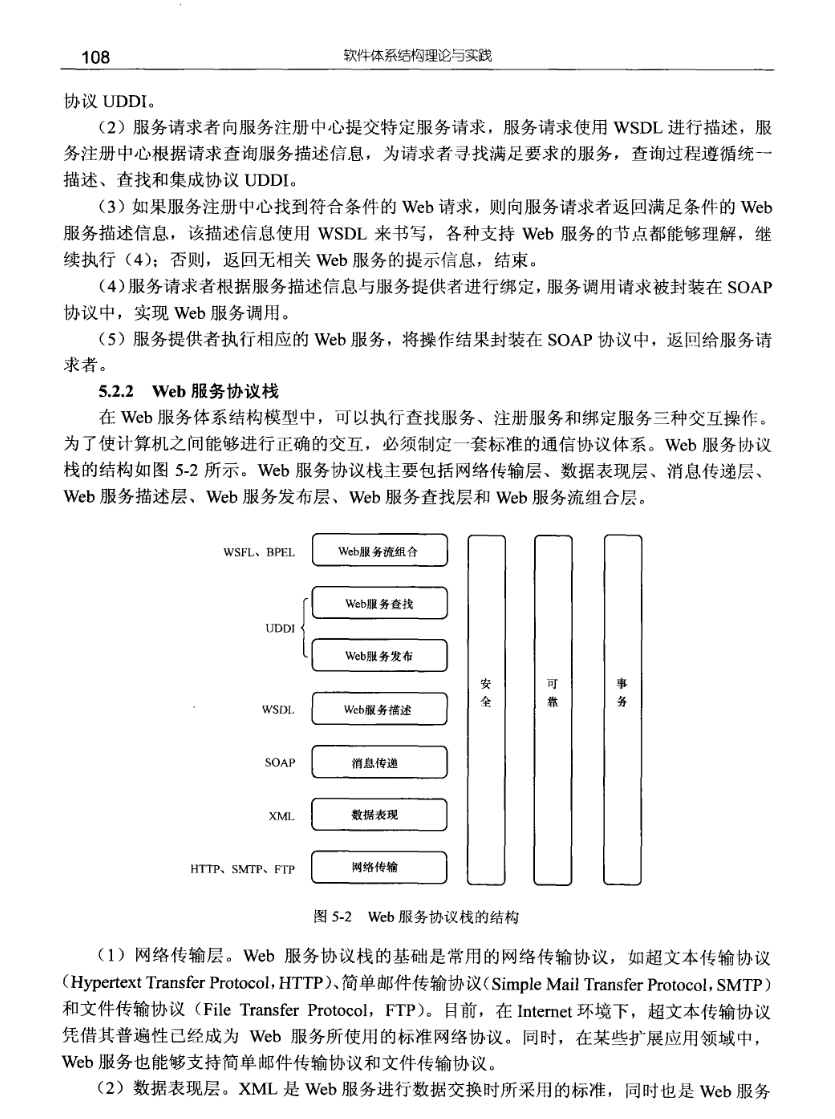 108
软件体系结构理论与实践
协议 UDDI。
（2）服务请求者向服务注册中心提交特定服务请求，服务请求使用 WSDL 进行描述，服
务注册中心根据请求查询服务描述信息，为请求者寻找满足要求的服务，查询过程遵循统一
描述、查找和集成协议 UDDI。
（3）如果服务注册中心找到符合条件的 Web 请求，则向服务请求者返回满足条件的 Web
服务描述信息，该描述信息使用 WSDL 来书写，各种支持 Web 服务的节点都能够理解，继
续执行（4）；否则，返回无相关 Web 服务的提示信息，结束。
（4）服务请求者根据服务描述信息与服务提供者进行绑定，服务调用请求被封装在 SOAP
协议中，实现 Web 服务调用。
（5）服务提供者执行相应的 Web 服务，将操作结果封装在 SOAP 协议中，返回给服务请
求者。
5.2.2 Web 服务协议栈
在 Web 服务体系结构模型中，可以执行查找服务、注册服务和绑定服务三种交互操作。
为了使计算机之间能够进行正确的交互，必须制定一套标准的通信协议体系。Web 服务协议
栈的结构如图 5-2 所示。Web 服务协议栈主要包括网络传输层、数据表现层、消息传递层、
Web 服务描述层、Web 服务发布层、Web 服务查找层和 Web 服务流组合层。
WSFL、BPEL
Web服务流组合
Web服务查找
UDDI
Web服务发布
WSDL
Web服务描述
SOAP
消息传递
XML
数据表现
HTTP、SMTP、FTP
网络传输
安全
可靠
事务
图 5-2 Web 服务协议栈的结构
（1）网络传输层。Web 服务协议栈的基础是常用的网络传输协议，如超文本传输协议
（Hypertext Transfer Protocol，HTTP）、简单邮件传输协议（Simple Mail Transfer Protocol，SMTP）
和文件传输协议（File Transfer Protocol，FTP）。目前，在 Internet 环境下，超文本传输协议
凭借其普遍性已经成为 Web 服务所使用的标准网络协议。同时，在某些扩展应用领域中，
Web 服务也能够支持简单邮件传输协议和文件传输协议。
（2）数据表现层。XML 是 Web 服务进行数据交换时所采用的标准，同时也是 Web 服务